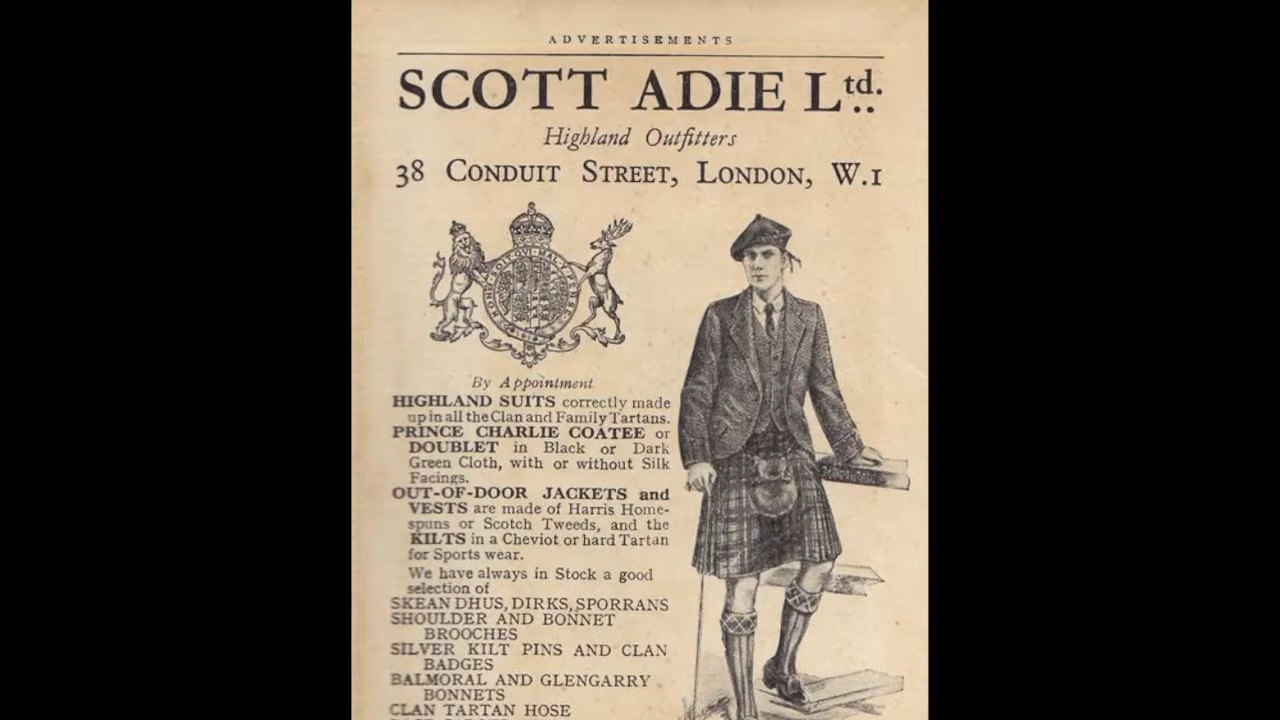 ADVERTISEMENTS
SCOTT ADIE Ltd.
Highland Outfitters
38 CONDUIT STREET, LONDON, W.1
HONI·SOIT·QUI·MAL·Y·PENSE
By Appointment
HIGHLAND SUITS correctly made
up in all the Clan and Family Tartans.
PRINCE CHARLIE COATEE or
DOUBLET in Black or Dark
Green Cloth, with or without Silk
Facings.
OUT-OF-DOOR JACKETS and
VESTS are made of Harris Home-
spuns or Scotch Tweeds, and the
KILTS in a Cheviot or hard Tartan
for Sports wear.
We have always in Stock a good
selection of
SKEAN DHUS, DIRKS, SPORRANS
SHOULDER AND BONNET
BROOCHES
SILVER KILT PINS AND CLAN
BADGES
BALMORAL AND GLENGARRY
BONNETS
CLAN TARTAN HOSE